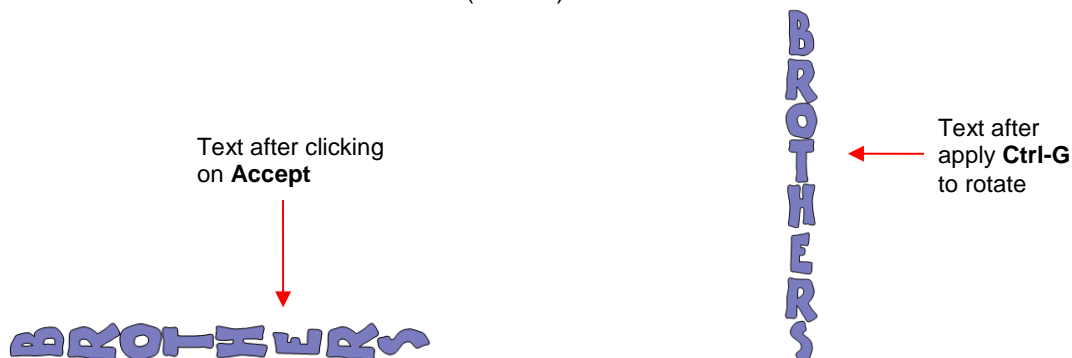 BROTHERS
Text after clicking
on Accept
Text after
apply Ctrl-G
to rotate
BROTHERS